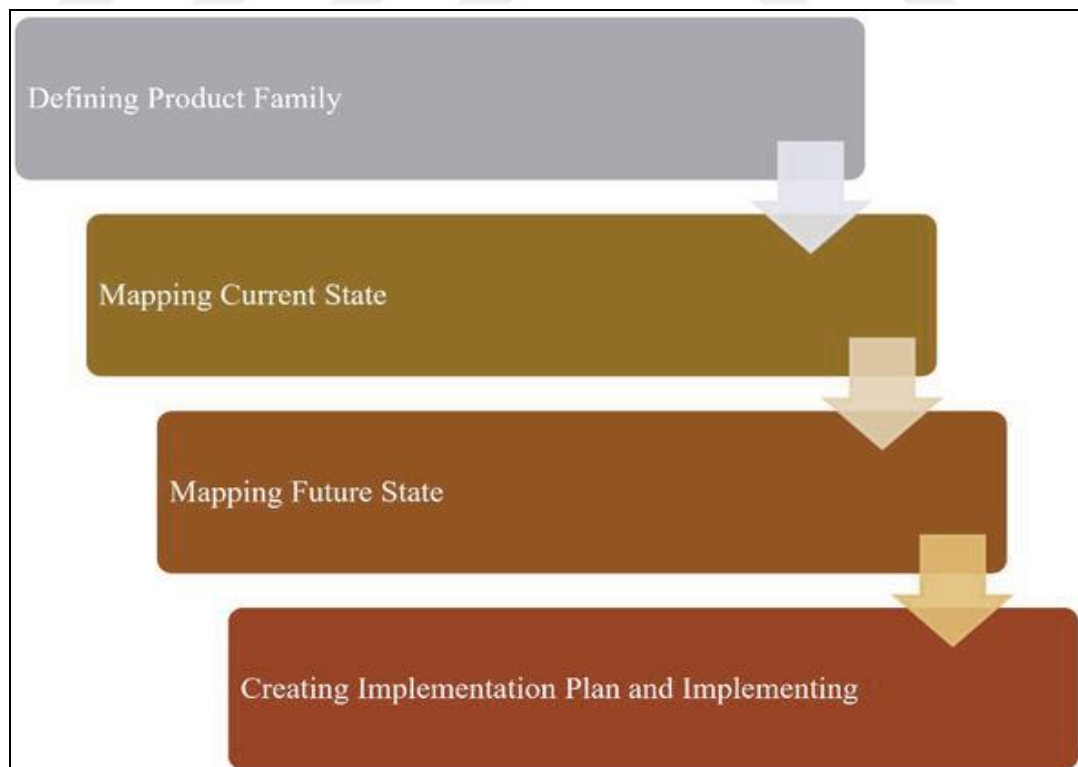 Defining Product Family
Mapping Current State
Mapping Future State
Creating Implementation Plan and Implementing